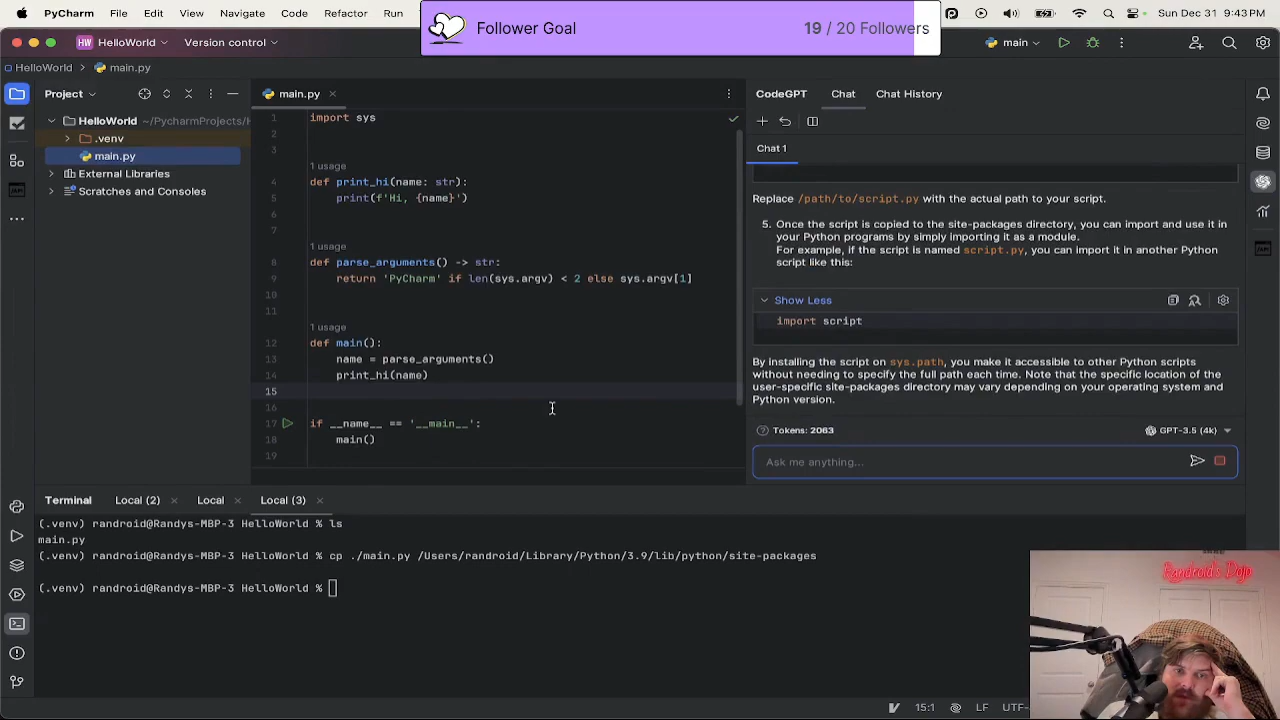 PyCharm File Edit View Navigate Code Refactor Run Sun Dec 29 9:43 PM
Follower Goal 19 / 20 Followers
HW HelloWorld Version control main
HelloWorld main.py
Project main.py CodeGPT Chat Chat History
HelloWorld ~/PycharmProjects/H
.venv
main.py
External Libraries
Scratches and Consoles
1 import sys
2
3
1 usage
4 def print_hi(name: str):
5 print(f'Hi, {name}')
6
7
1 usage
8 def parse_arguments() -> str:
9 return 'PyCharm' if len(sys.argv) < 2 else sys.argv[1]
10
11
1 usage
12 def main():
13 name = parse_arguments()
14 print_hi(name)
15
16
17 if __name__ == '__main__':
18 main()
19
Chat 1
Replace /path/to/script.py with the actual path to your script.
5. Once the script is copied to the site-packages directory, you can import and use it in
your Python programs by simply importing it as a module.
For example, if the script is named script.py, you can import it in another Python
script like this:
Show Less
import script
By installing the script on sys.path, you make it accessible to other Python scripts
without needing to specify the full path each time. Note that the specific location of the
user-specific site-packages directory may vary depending on your operating system and
Python version.
Tokens: 2063 GPT-3.5 (4k)
Ask me anything...
Terminal Local (2) Local Local (3)
(.venv) randroid@Randys-MBP-3 HelloWorld % ls
main.py
(.venv) randroid@Randys-MBP-3 HelloWorld % cp ./main.py /Users/randroid/Library/Python/3.9/lib/python/site-packages
(.venv) randroid@Randys-MBP-3 HelloWorld %
Randroid's Dojo
15:1 LF UTF-